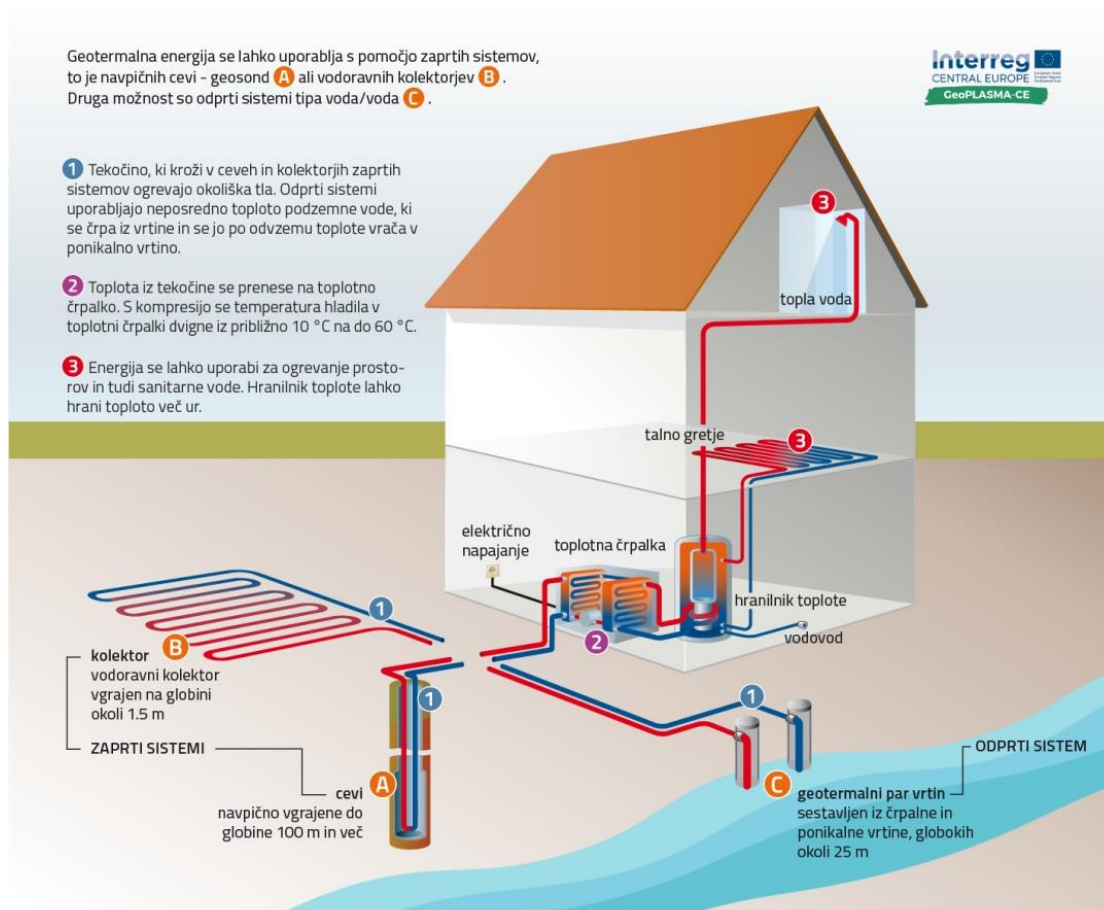 Geotermalna energija se lahko uporablja s pomočjo zaprtih sistemov,
to je navpičnih cevi - geosond A ali vodoravnih kolektorjev B .
Druga možnost so odprti sistemi tipa voda/voda C .
Interreg
CENTRAL EUROPE
GeoPLASMA-CE
1 Tekočino, ki kroži v ceveh in kolektorjih zaprtih
sistemov ogrevajo okoliška tla. Odprti sistemi
uporabljajo neposredno toploto podzemne vode, ki
se črpa iz vrtine in se jo po odvzemu toplote vrača v
ponikalno vrtino.
2 Toplota iz tekočine se prenese na toplotno
črpalko. S kompresijo se temperatura hladila v
toplotni črpalki dvigne iz približno 10 °C na do 60 °C.
3 Energija se lahko uporabi za ogrevanje prosto-
rov in tudi sanitarne vode. Hranilnik toplote lahko
hrani toploto več ur.
3
topla voda
talno gretje
3
električno
napajanje
toplotna črpalka
hranilnik toplote
vodovod
2
1
B
kolektor
vodoravni kolektor
vgrajen na globini
okoli 1.5 m
ZAPRTI SISTEMI
1
A
cevi
navpično vgrajene do
globine 100 m in več
1
C
ODPRTI SISTEM
geotermalni par vrtin
sestavljen iz črpalne in
ponikalne vrtine, globokih
okoli 25 m